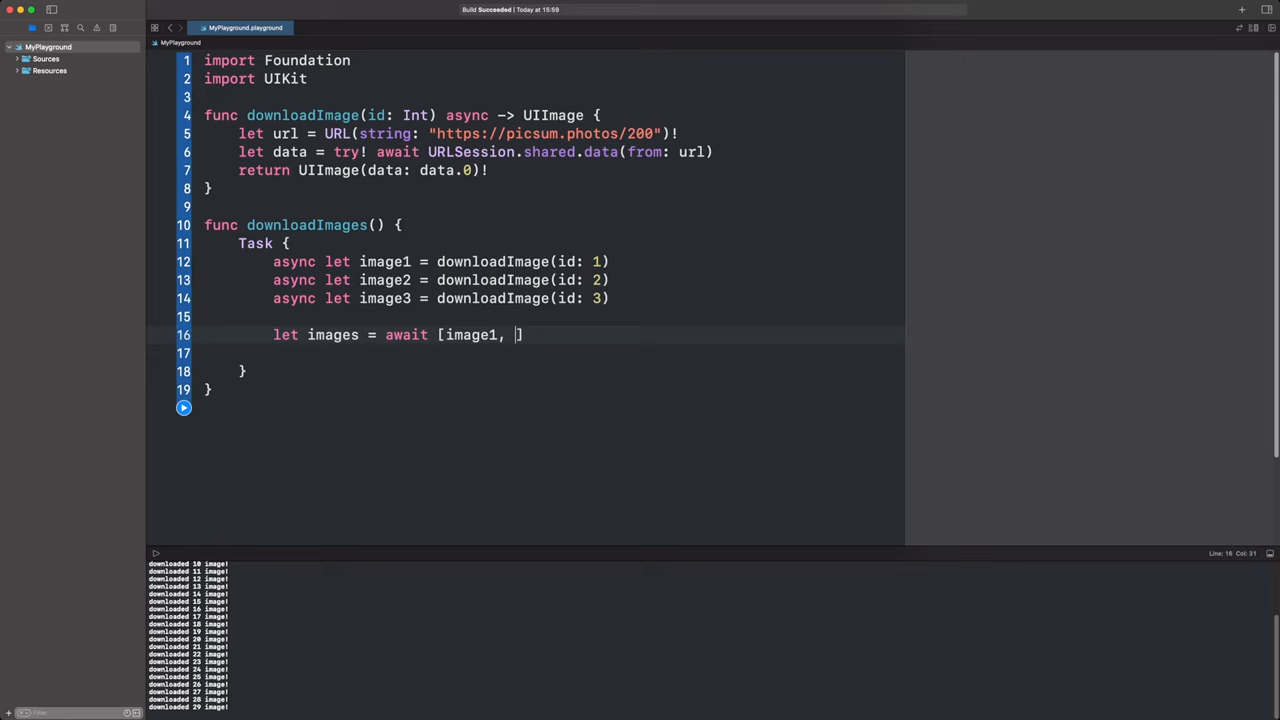 Build Succeeded | Today at 15:59
MyPlayground.playground
MyPlayground
MyPlayground
Sources
Resources
1 import Foundation
2 import UIKit
3
4 func downloadImage(id: Int) async -> UIImage {
5 let url = URL(string: "https://picsum.photos/200")!
6 let data = try! await URLSession.shared.data(from: url)
7 return UIImage(data: data.0)!
8 }
9
10 func downloadImages() {
11 Task {
12 async let image1 = downloadImage(id: 1)
13 async let image2 = downloadImage(id: 2)
14 async let image3 = downloadImage(id: 3)
15
16 let images = await [image1, ]
17
18 }
19 }
Line: 16 Col: 31
downloaded 10 image!
downloaded 11 image!
downloaded 12 image!
downloaded 13 image!
downloaded 14 image!
downloaded 15 image!
downloaded 16 image!
downloaded 17 image!
downloaded 18 image!
downloaded 19 image!
downloaded 20 image!
downloaded 21 image!
downloaded 22 image!
downloaded 23 image!
downloaded 24 image!
downloaded 25 image!
downloaded 26 image!
downloaded 27 image!
downloaded 28 image!
downloaded 29 image!
Filter